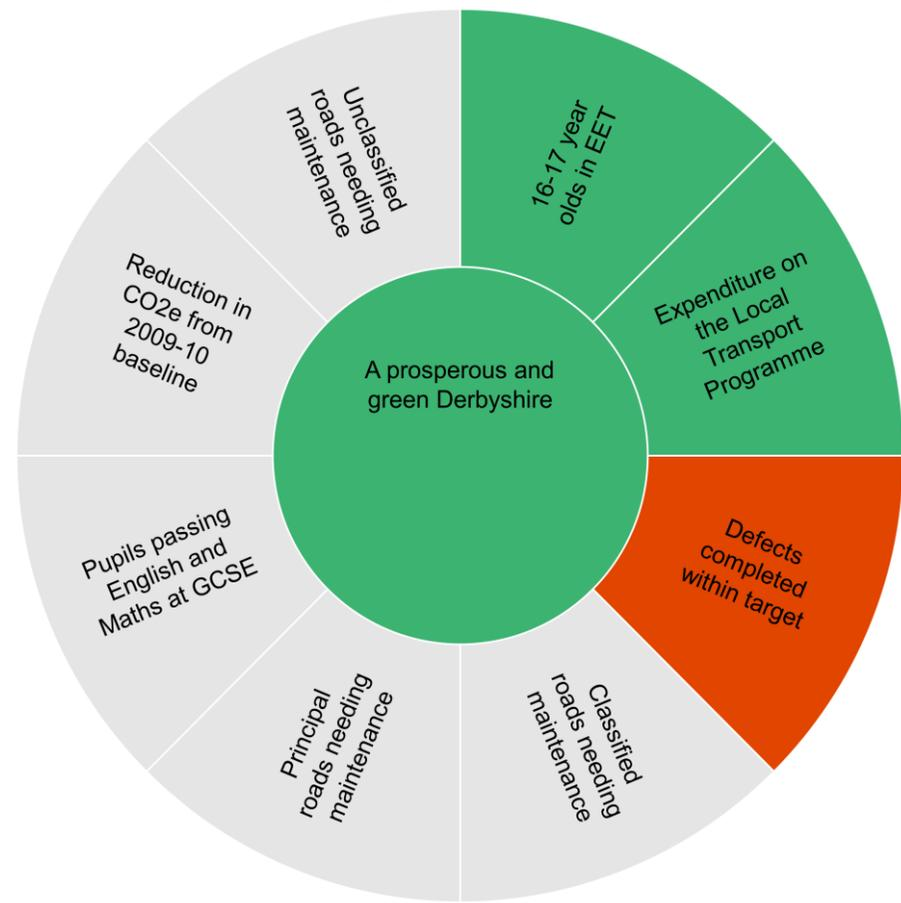 A prosperous and
green Derbyshire
16-17 year
olds in EET
Expenditure on
the Local
Transport
Programme
Defects
completed
within target
Classified
roads needing
maintenance
Principal
roads needing
maintenance
Pupils passing
English and
Maths at GCSE
Reduction in
CO2e from
2009-10
baseline
Unclassified
roads needing
maintenance